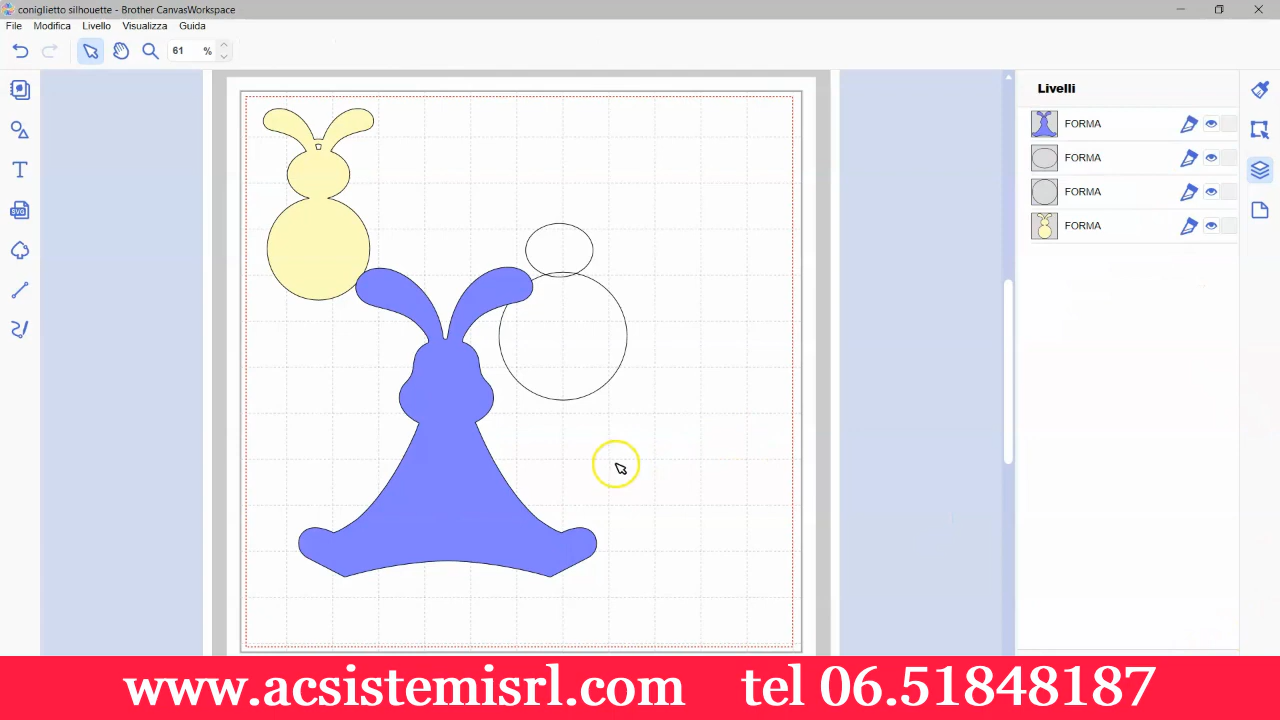 coniglietto silhouette - Brother CanvasWorkspace
File Modifica Livello Visualizza Guida
61 %
T
SVG
Livelli
FORMA
FORMA
FORMA
FORMA
www.acsistemisrl.com tel 06.51848187